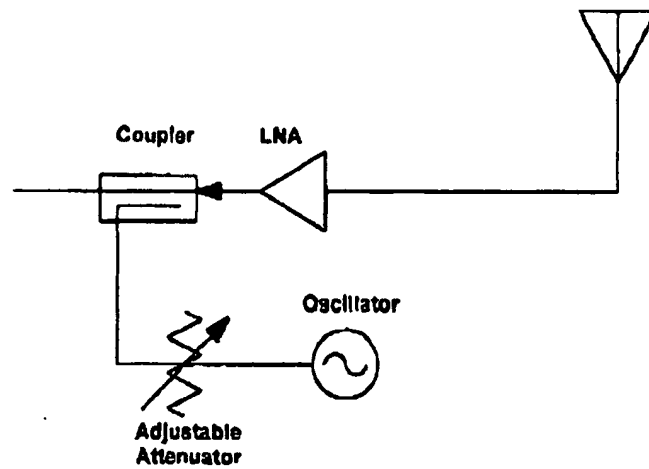 Coupler
LNA
Oscillator
Adjustable
Attenuator